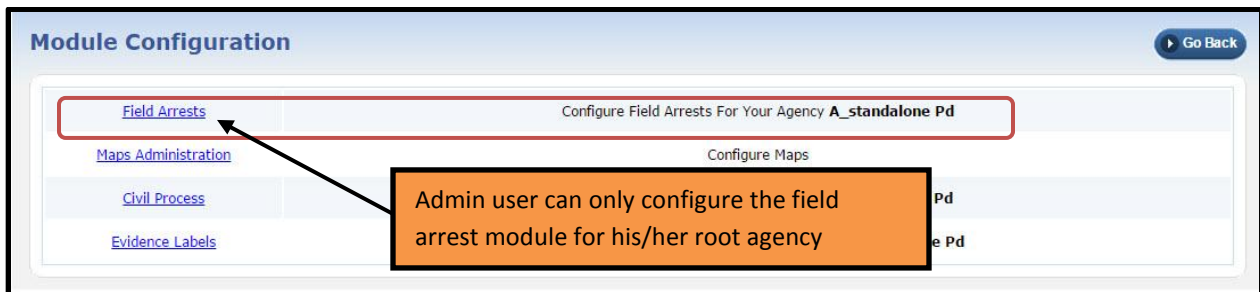 Module Configuration
Go Back
Field Arrests Configure Field Arrests For Your Agency A_standalone Pd
Maps Administration Configure Maps
Civil Process Pd
Evidence Labels Pd
Admin user can only configure the field
arrest module for his/her root agency